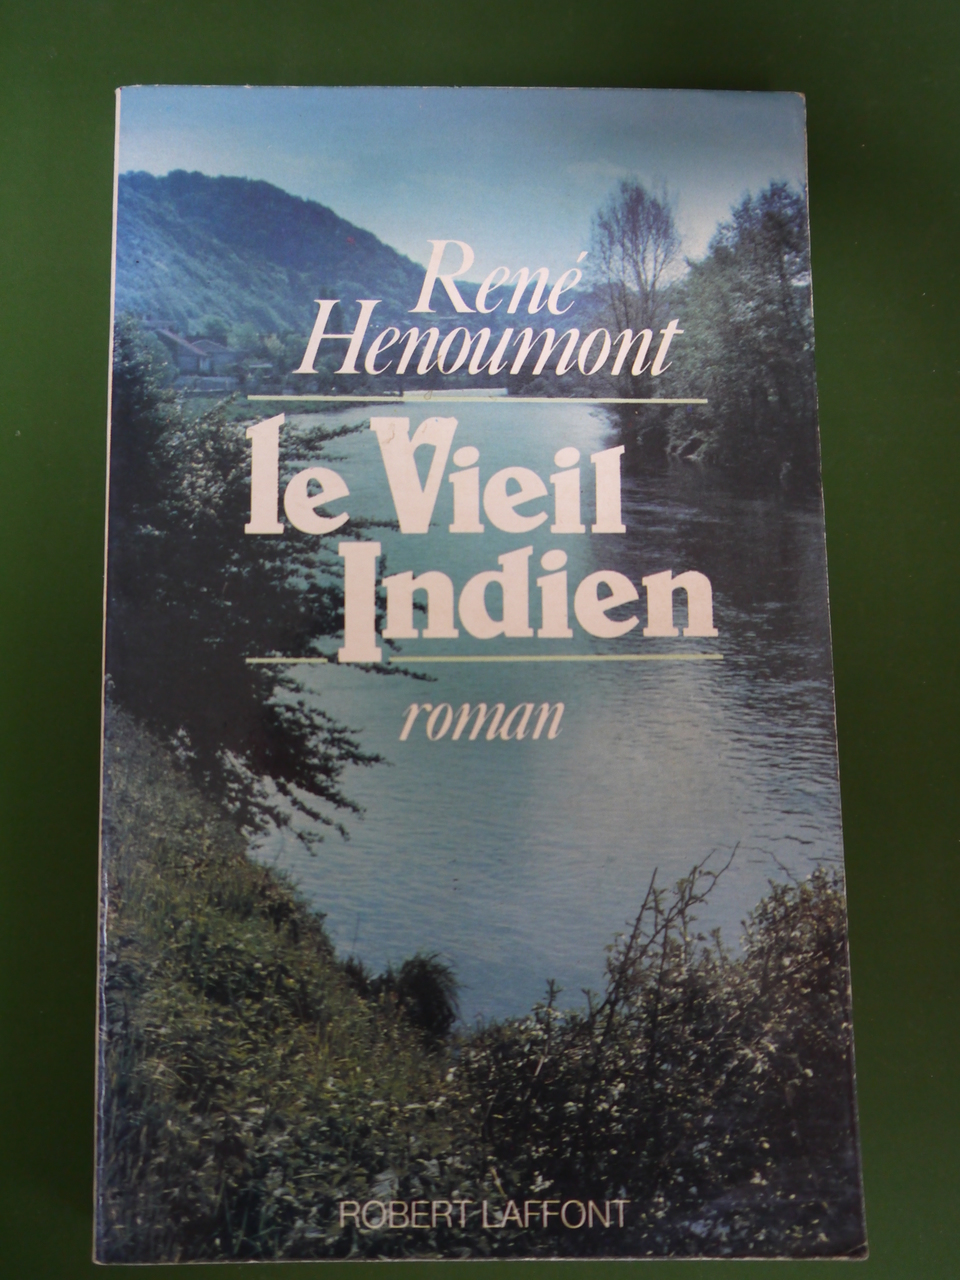 René
Henoumont
le Vieil
Indien
roman
ROBERT LAFFONT